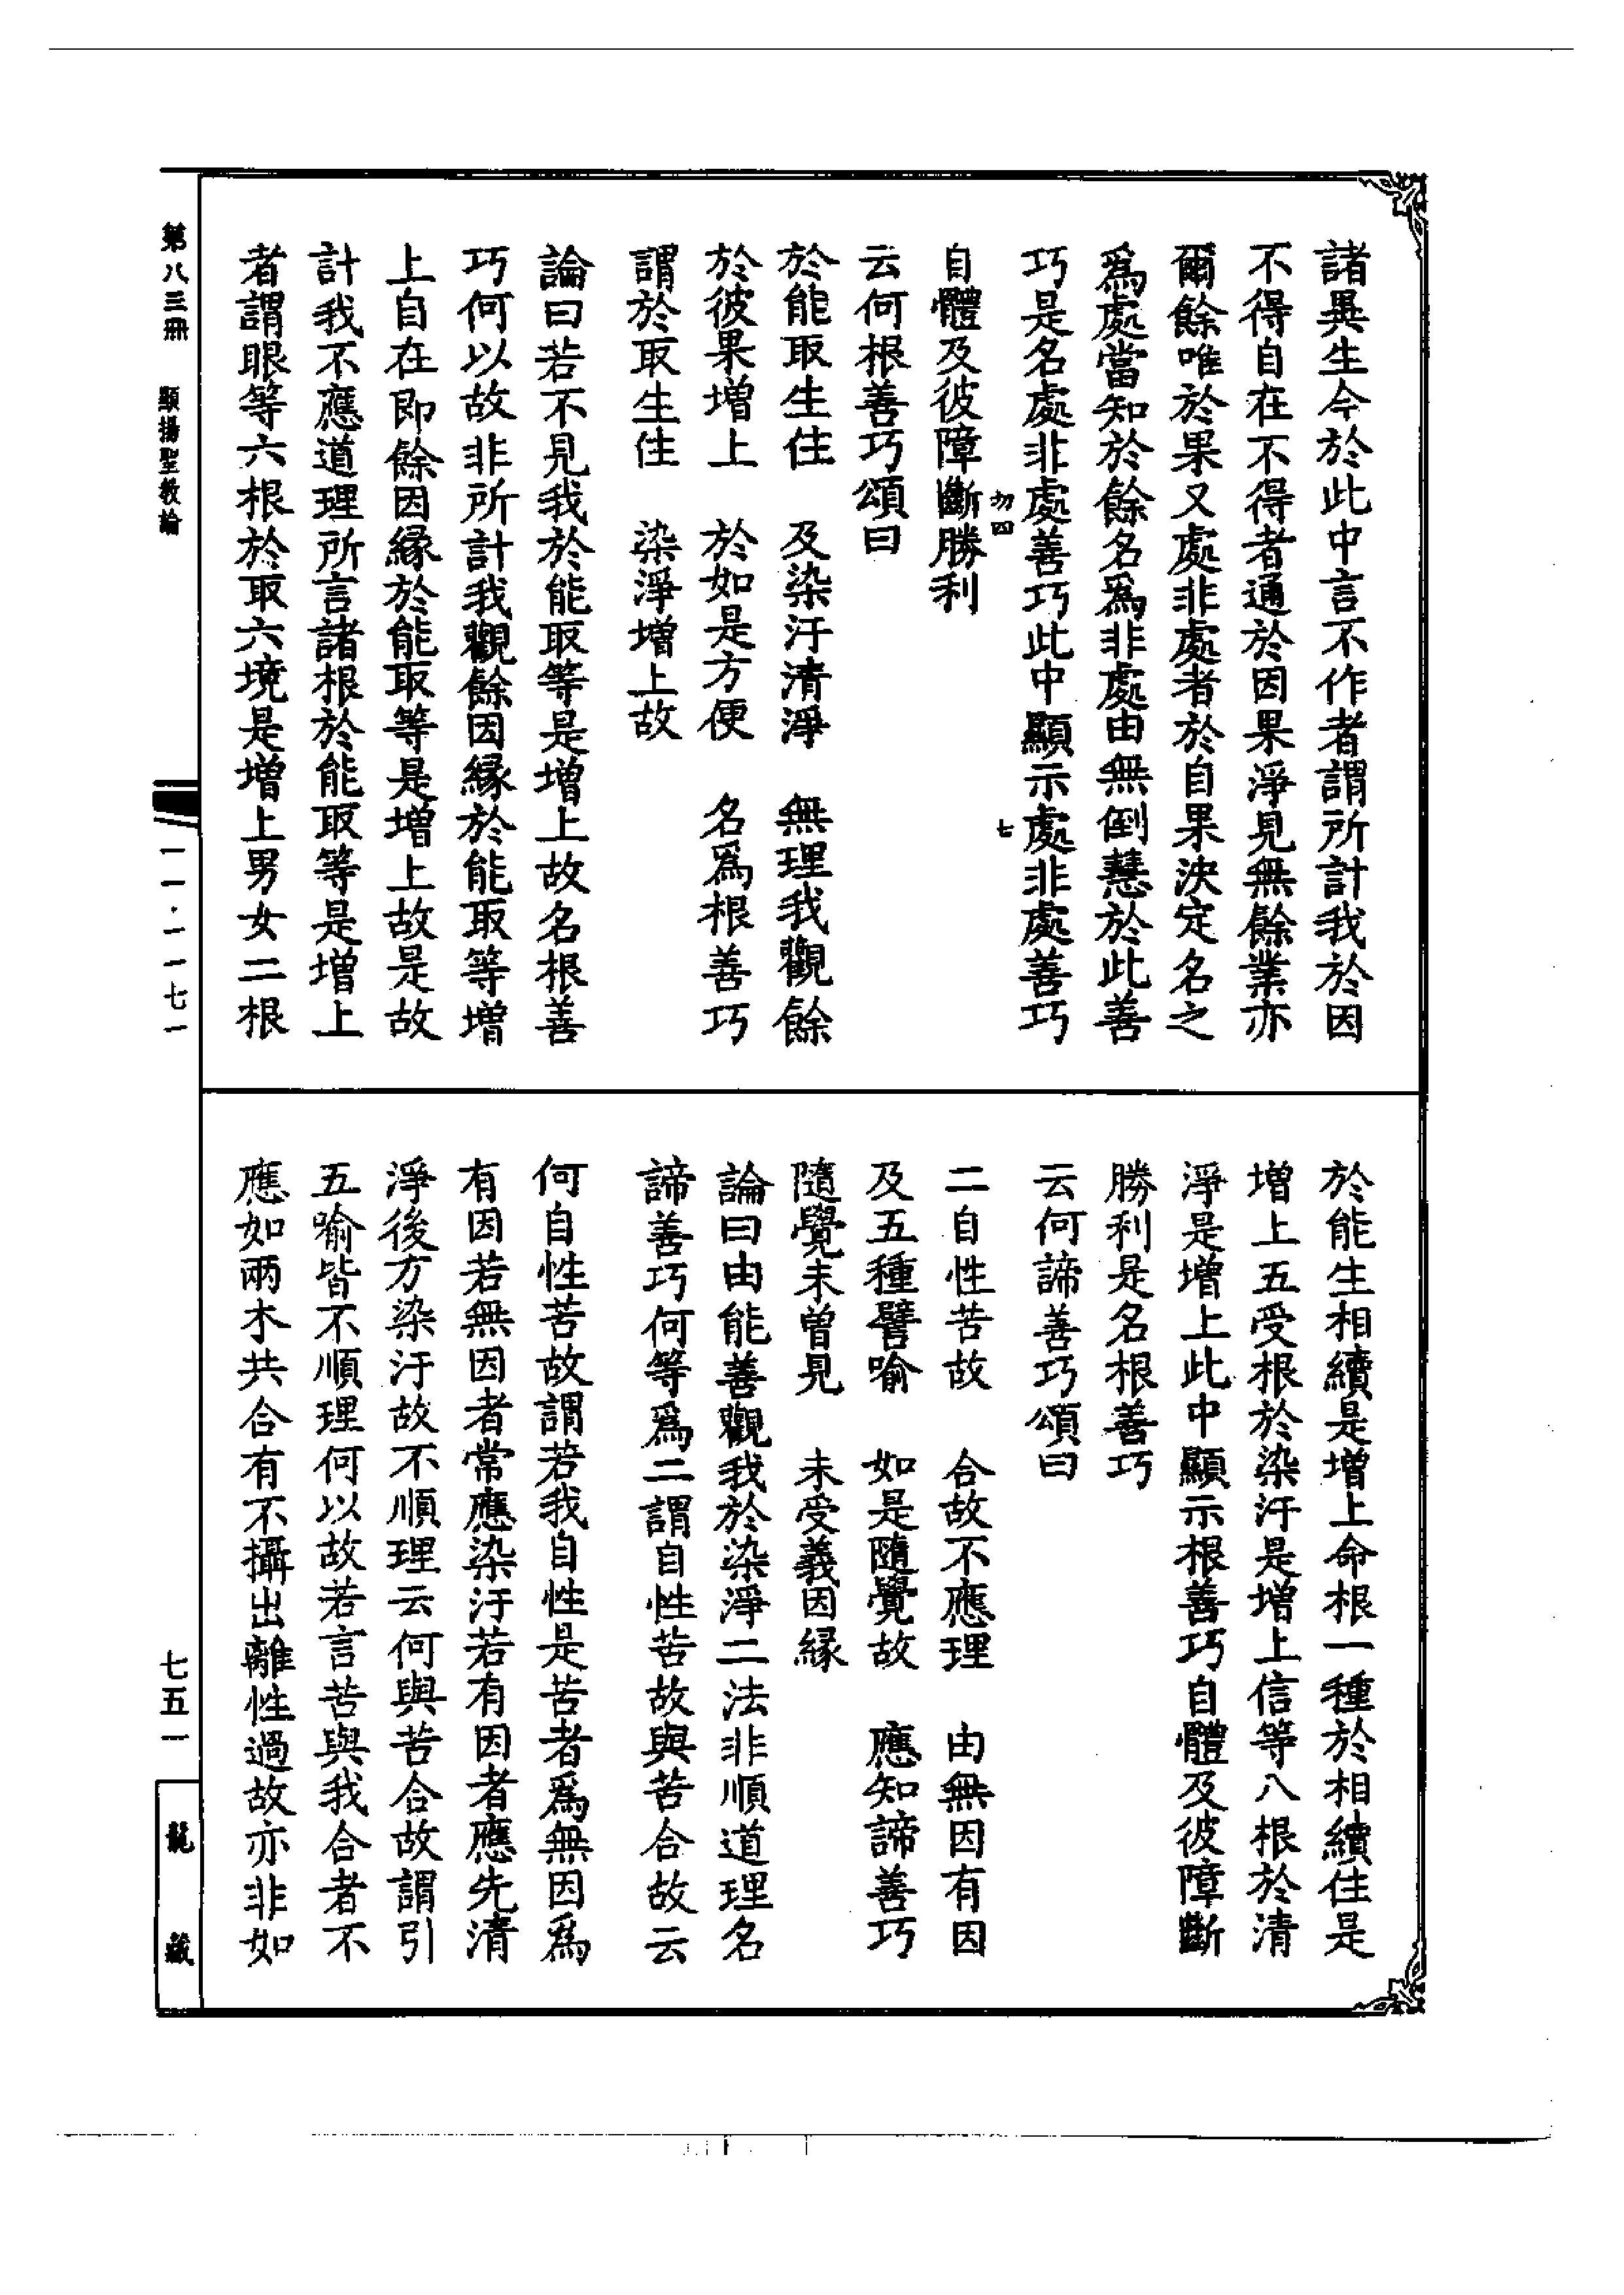 諸異生今於此中言不作者謂所計我於因
不得自在不得者通於因果淨見無餘業亦
爾餘唯於果又處非處者於自果決定名之
爲處當知於餘名爲非處由無倒慧於此善
巧是名處非處善巧此中顯示處非處善巧
力四
七
自體及彼障斷勝利
云何根善巧頌曰
於能取生住　及染汙清淨　無理我觀餘
於彼果增上　於如是方便　名爲根善巧
謂於取生住　染淨增上故
論曰若不見我於能取等是增上故名根善
巧何以故非所計我觀餘因緣於能取等增
上自在即餘因緣於能取等是增上故是故
計我不應道理所言諸根於能取等是增上
者謂眼等六根於取六境是增上男女二根
於能生相續是增上命根一種於相續住是
增上五受根於染汙是增上信等八根於清
淨是增上此中顯示根善巧自體及彼障斷
勝利是名根善巧
云何諦善巧頌曰
二自性苦故　合故不應理　由無因有因
及五種譬喻　如是隨覺故　應知諦善巧
隨覺未曾見　未受義因緣
論曰由能善觀我於染淨二法非順道理名
諦善巧何等爲二謂自性苦故與苦合故云
何自性苦故謂若我自性是苦者爲無因爲
有因若無因者常應染汙若有因者應先清
淨後方染汙故不順理云何與苦合故謂引
五喻皆不順理何以故若言苦與我合者不
應如兩木共合有不攝出離性過故亦非如
第八三冊　顯揚聖教論
一一·一一七一
七五一
龍藏